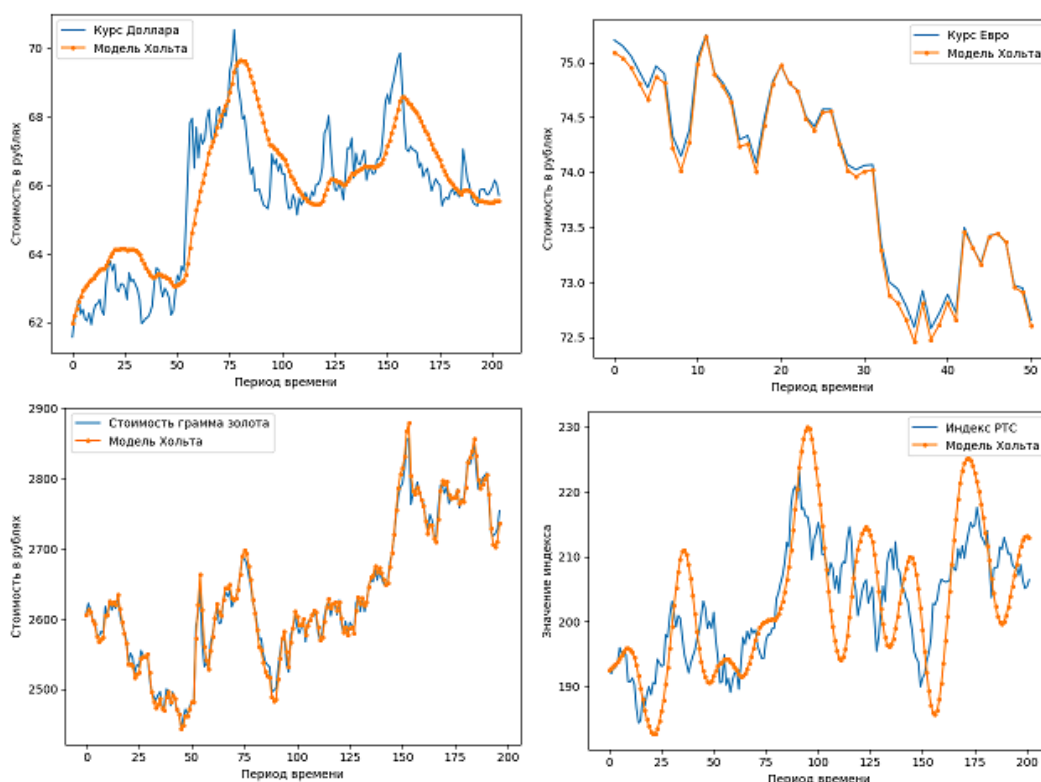 Курс Доллара
Модель Хольта
70
68
66
64
62
0 25 50 75 100 125 150 175 200
Стоимость в рублях
Период времени
Курс Евро
Модель Хольта
75.0
74.5
74.0
73.5
73.0
72.5
0 10 20 30 40 50
Стоимость в рублях
Период времени
Стоимость грамма золота
Модель Хольта
2900
2800
2700
2600
2500
0 25 50 75 100 125 150 175 200
Стоимость в рублях
Период времени
Индекс РТС
Модель Хольта
230
220
210
200
190
0 25 50 75 100 125 150 175 200
Значение индекса
Период времени